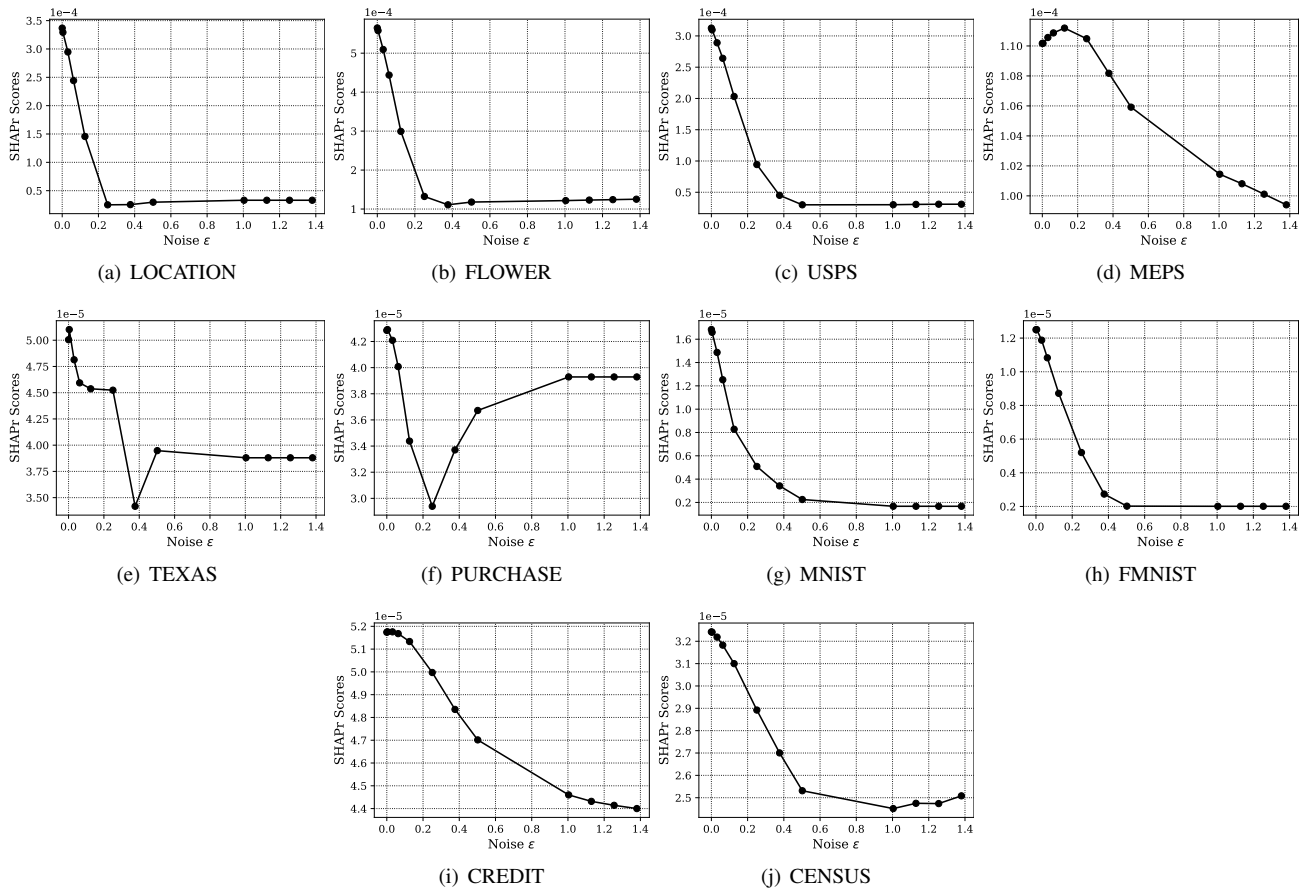 1e−4
3.5
3.0
2.5
2.0
1.5
1.0
0.5
SHAPr Scores
0.0 0.2 0.4 0.6 0.8 1.0 1.2 1.4
Noise ε
(a) LOCATION
1e−4
5
4
3
2
1
SHAPr Scores
0.0 0.2 0.4 0.6 0.8 1.0 1.2 1.4
Noise ε
(b) FLOWER
1e−4
3.0
2.5
2.0
1.5
1.0
0.5
SHAPr Scores
0.0 0.2 0.4 0.6 0.8 1.0 1.2 1.4
Noise ε
(c) USPS
1e−4
1.10
1.08
1.06
1.04
1.02
1.00
SHAPr Scores
0.0 0.2 0.4 0.6 0.8 1.0 1.2 1.4
Noise ε
(d) MEPS
1e−5
5.00
4.75
4.50
4.25
4.00
3.75
3.50
SHAPr Scores
0.0 0.2 0.4 0.6 0.8 1.0 1.2 1.4
Noise ε
(e) TEXAS
1e−5
4.2
4.0
3.8
3.6
3.4
3.2
3.0
SHAPr Scores
0.0 0.2 0.4 0.6 0.8 1.0 1.2 1.4
Noise ε
(f) PURCHASE
1e−5
1.6
1.4
1.2
1.0
0.8
0.6
0.4
0.2
SHAPr Scores
0.0 0.2 0.4 0.6 0.8 1.0 1.2 1.4
Noise ε
(g) MNIST
1e−5
1.2
1.0
0.8
0.6
0.4
0.2
SHAPr Scores
0.0 0.2 0.4 0.6 0.8 1.0 1.2 1.4
Noise ε
(h) FMNIST
1e−5
5.2
5.1
5.0
4.9
4.8
4.7
4.6
4.5
4.4
SHAPr Scores
0.0 0.2 0.4 0.6 0.8 1.0 1.2 1.4
Noise ε
(i) CREDIT
1e−5
3.2
3.1
3.0
2.9
2.8
2.7
2.6
2.5
SHAPr Scores
0.0 0.2 0.4 0.6 0.8 1.0 1.2 1.4
Noise ε
(j) CENSUS